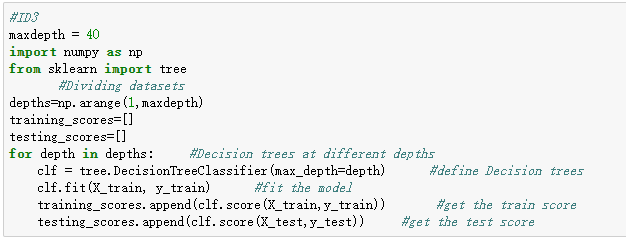 #ID3
maxdepth = 40
import numpy as np
from sklearn import tree
#Dividing datasets
depths=np.arange(1,maxdepth)
training_scores=[]
testing_scores=[]
for depth in depths: #Decision trees at different depths
clf = tree.DecisionTreeClassifier(max_depth=depth) #define Decision trees
clf.fit(X_train, y_train) #fit the model
training_scores.append(clf.score(X_train,y_train)) #get the train score
testing_scores.append(clf.score(X_test,y_test)) #get the test score